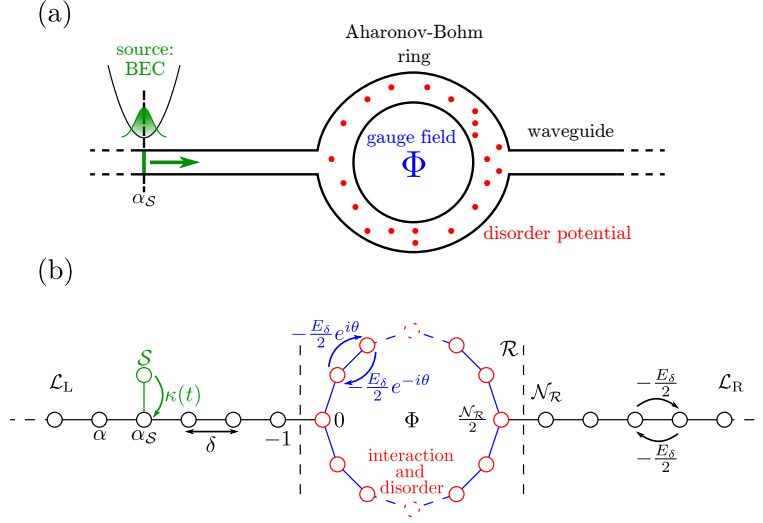 (a)
source:
BEC
Aharonov-Bohm
ring
gauge field
Φ
waveguide
α_𝒮
disorder potential
(b)
−E_δ/2 e^{iθ}
−E_δ/2 e^{−iθ}
𝒮
κ(t)
ℒ_L
α
α_𝒮
δ
−1
0
Φ
𝒩_ℛ/2
ℛ
𝒩_ℛ
−E_δ/2
ℒ_R
−E_δ/2
interaction
and
disorder